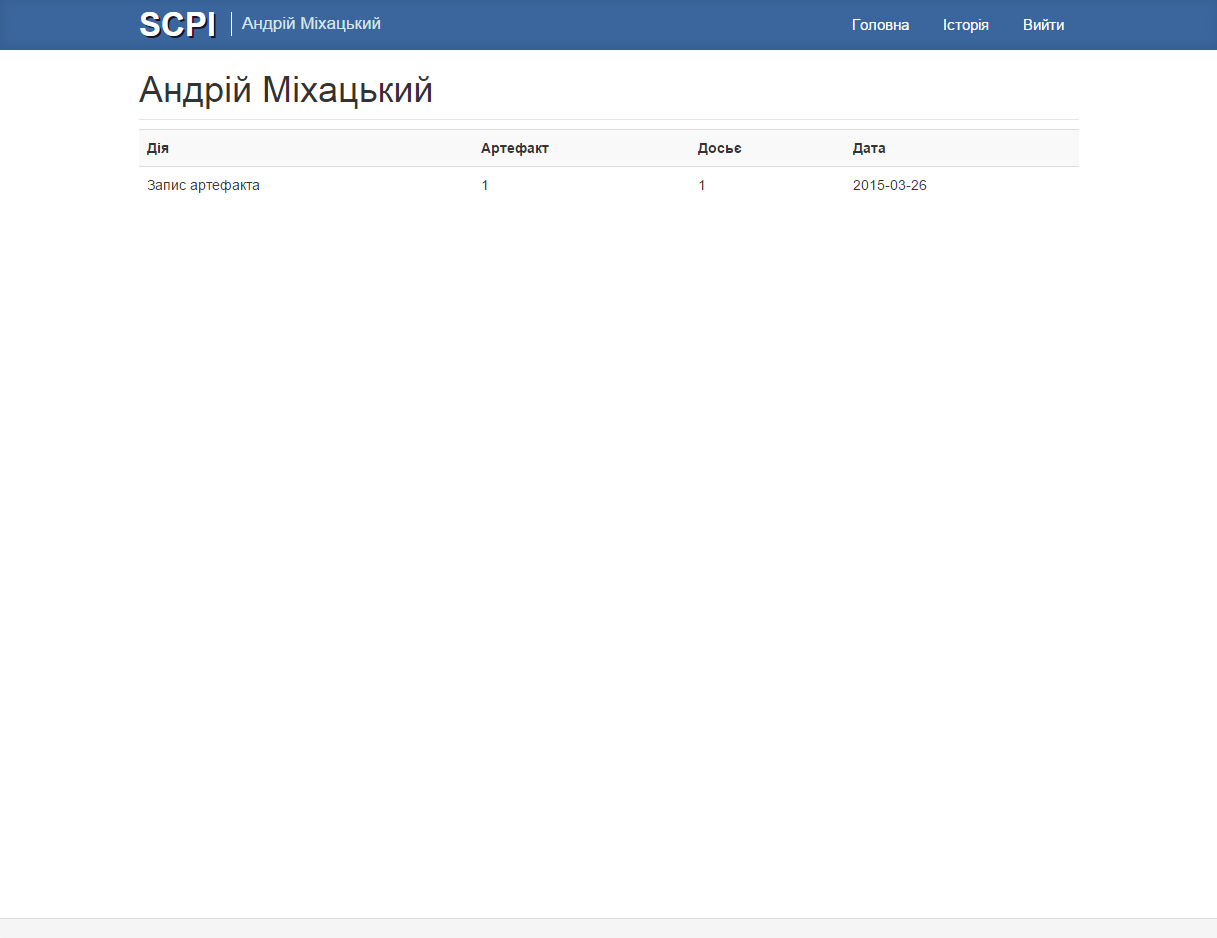 SCPI Андрій Міхацький Головна Історія Вийти
Андрій Міхацький
Дія Артефакт Досьє Дата
Запис артефакта 1 1 2015-03-26